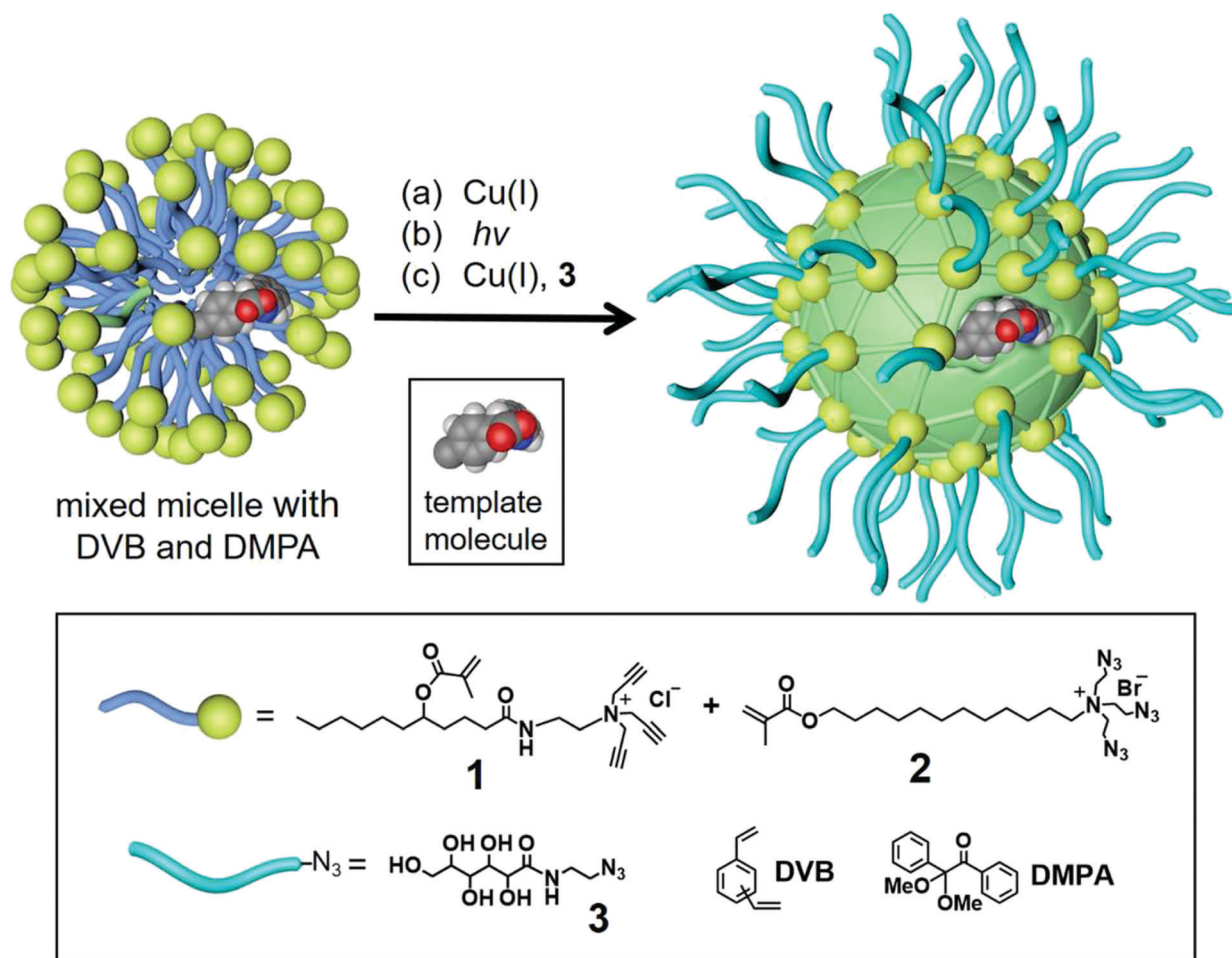 (a) Cu(I)
(b) hv
(c) Cu(I), 3
mixed micelle with
DVB and DMPA
template
molecule
O
O
O
N
H
N
+
Cl⁻
1
+
O
O
N
+
N₃
Br⁻
N₃
N₃
2
=
–N₃ =
HO
OH
OH
O
OH
OH
N
H
N₃
3
DVB
O
MeO
OMe
DMPA